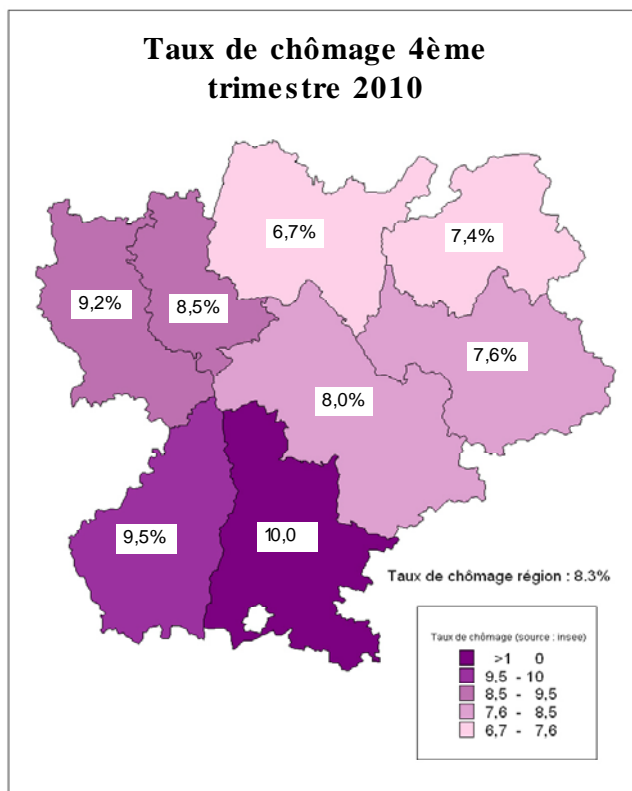 Taux de chômage 4ème
trimestre 2010
6,7%
7,4%
9,2%
8,5%
7,6%
8,0%
9,5%
10,0
Taux de chômage région : 8.3%
Taux de chômage (source : insee)
>1 0
9,5 - 10
8,5 - 9,5
7,6 - 8,5
6,7 - 7,6